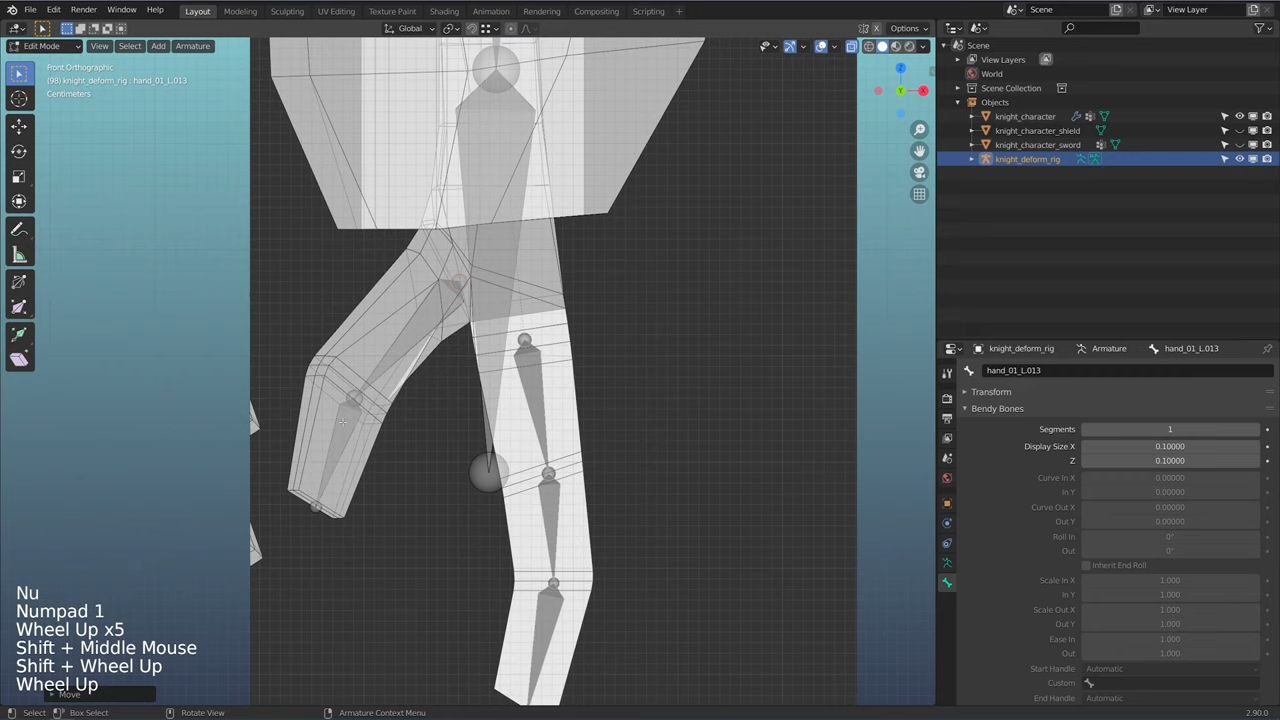 File Edit Render Window Help
Layout Modeling Sculpting UV Editing Texture Paint Shading Animation Rendering Compositing Scripting +
Scene
View Layer
Global
Options
Edit Mode View Select Add Armature
Front Orthographic
(98) knight_deform_rig : hand_01_L.013
Centimeters
Z
Y
X
Scene
View Layers
World
Scene Collection
Objects
knight_character
knight_character_shield
knight_character_sword
knight_deform_rig
knight_deform_rig Armature hand_01_L.013
hand_01_L.013
Transform
Bendy Bones
Segments 1
Display Size X 0.10000
Z 0.10000
Curve In X 0.00000
In Y 0.00000
Curve Out X 0.00000
Out Y 0.00000
Roll In 0°
Out 0°
Inherit End Roll
Scale In X 1.000
In Y 1.000
Scale Out X 1.000
Out Y 1.000
Ease In 1.000
Out 1.000
Start Handle Automatic
Custom
End Handle Automatic
Nu
Numpad 1
Wheel Up x5
Shift + Middle Mouse
Shift + Wheel Up
Wheel Up
Move
Select Box Select Rotate View Armature Context Menu 2.90.0